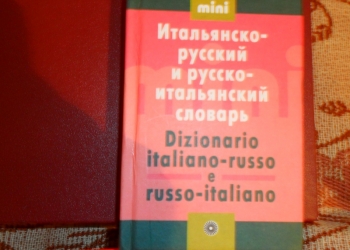 mini
Итальянско-
русский
и русско-
итальянский
словарь
Dizionario
italiano-russo
e
russo-italiano